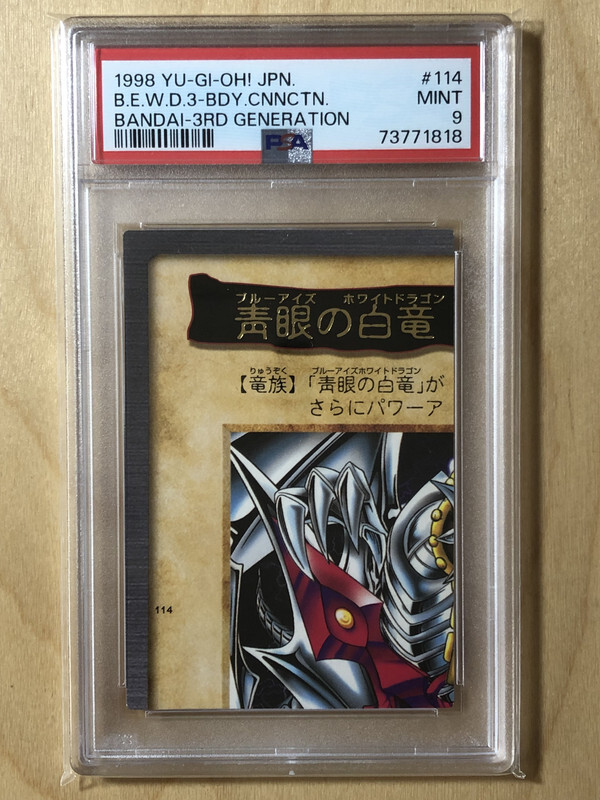 1998 YU-GI-OH! JPN. #114
B.E.W.D.3-BDY.CNNCTN. MINT
BANDAI-3RD GENERATION 9
73771818
PSA
ブルーアイズ ホワイトドラゴン
青眼の白竜
りゅうぞく ブルーアイズホワイトドラゴン
【竜族】「青眼の白竜」が
さらにパワーア
114